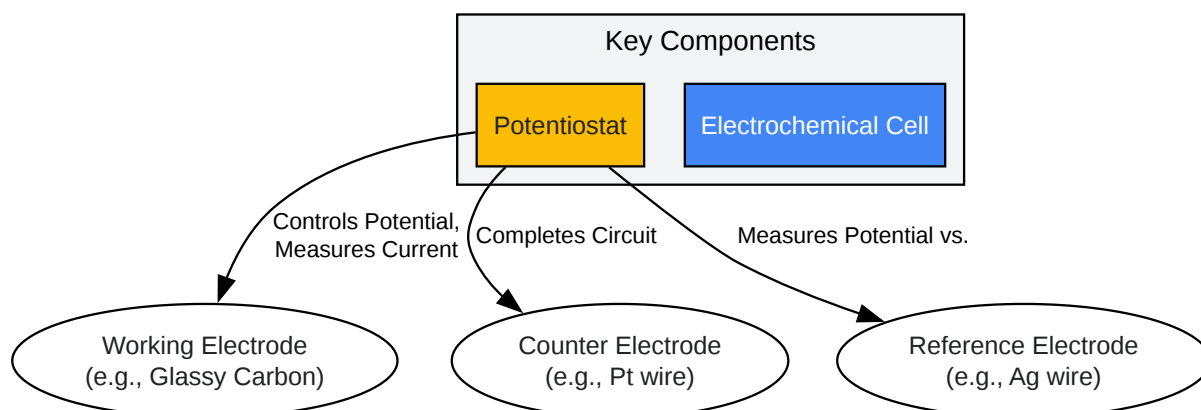 Key Components
Potentiostat
Electrochemical Cell
Controls Potential,
Measures Current
Completes Circuit
Measures Potential vs.
Working Electrode
(e.g., Glassy Carbon)
Counter Electrode
(e.g., Pt wire)
Reference Electrode
(e.g., Ag wire)